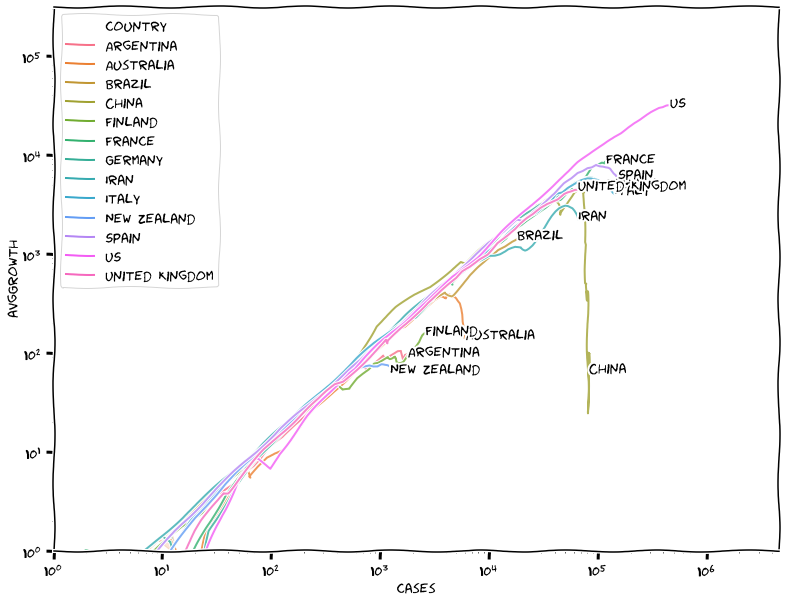 COUNTRY
ARGENTINA
AUSTRALIA
BRAZIL
CHINA
FINLAND
FRANCE
GERMANY
IRAN
ITALY
NEW ZEALAND
SPAIN
US
UNITED KINGDOM
10⁵
10⁴
10³
10²
10¹
10⁰
AVGGROWTH
US
FRANCE
SPAIN
UNITED KINGDOM
IRAN
BRAZIL
FINLAND
ARGENTINA
NEW ZEALAND
CHINA
10⁰
10¹
10²
10³
10⁴
10⁵
10⁶
CASES